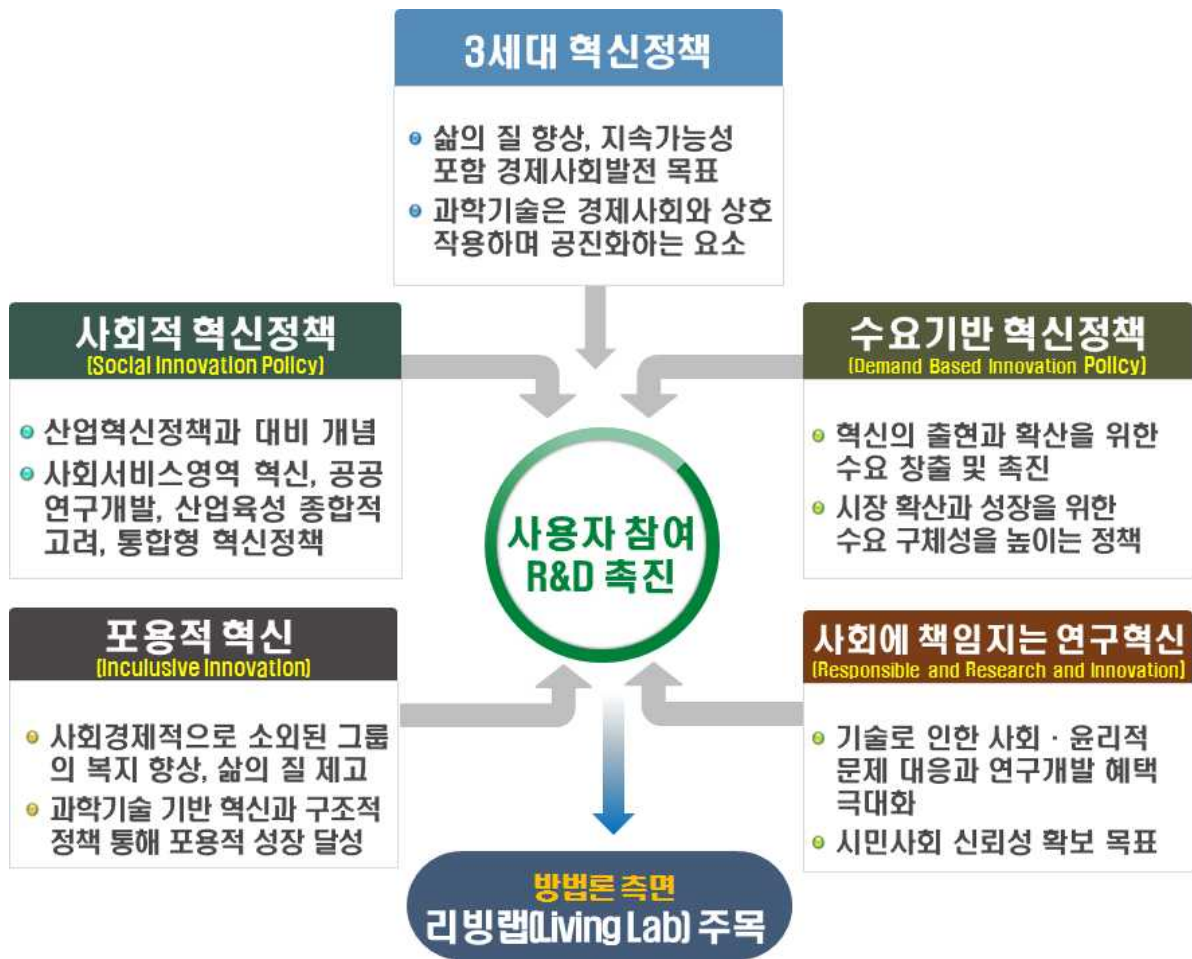 3세대 혁신정책
삶의 질 향상, 지속가능성
포함 경제사회발전 목표
과학기술은 경제사회와 상호
작용하며 공진화하는 요소
사회적 혁신정책
(Social Innovation Policy)
산업혁신정책과 대비 개념
사회서비스영역 혁신, 공공
연구개발, 산업육성 종합적
고려, 통합형 혁신정책
수요기반 혁신정책
(Demand Based Innovation Policy)
혁신의 출현과 확산을 위한
수요 창출 및 촉진
시장 확산과 성장을 위한
수요 구체성을 높이는 정책
사용자 참여
R&D 촉진
포용적 혁신
(Inculusive Innovation)
사회경제적으로 소외된 그룹
의 복지 향상, 삶의 질 제고
과학기술 기반 혁신과 구조적
정책 통해 포용적 성장 달성
사회에 책임지는 연구혁신
(Responsible and Research and Innovation)
기술로 인한 사회 · 윤리적
문제 대응과 연구개발 혜택
극대화
시민사회 신뢰성 확보 목표
방법론 측면
리빙랩(Living Lab) 주목